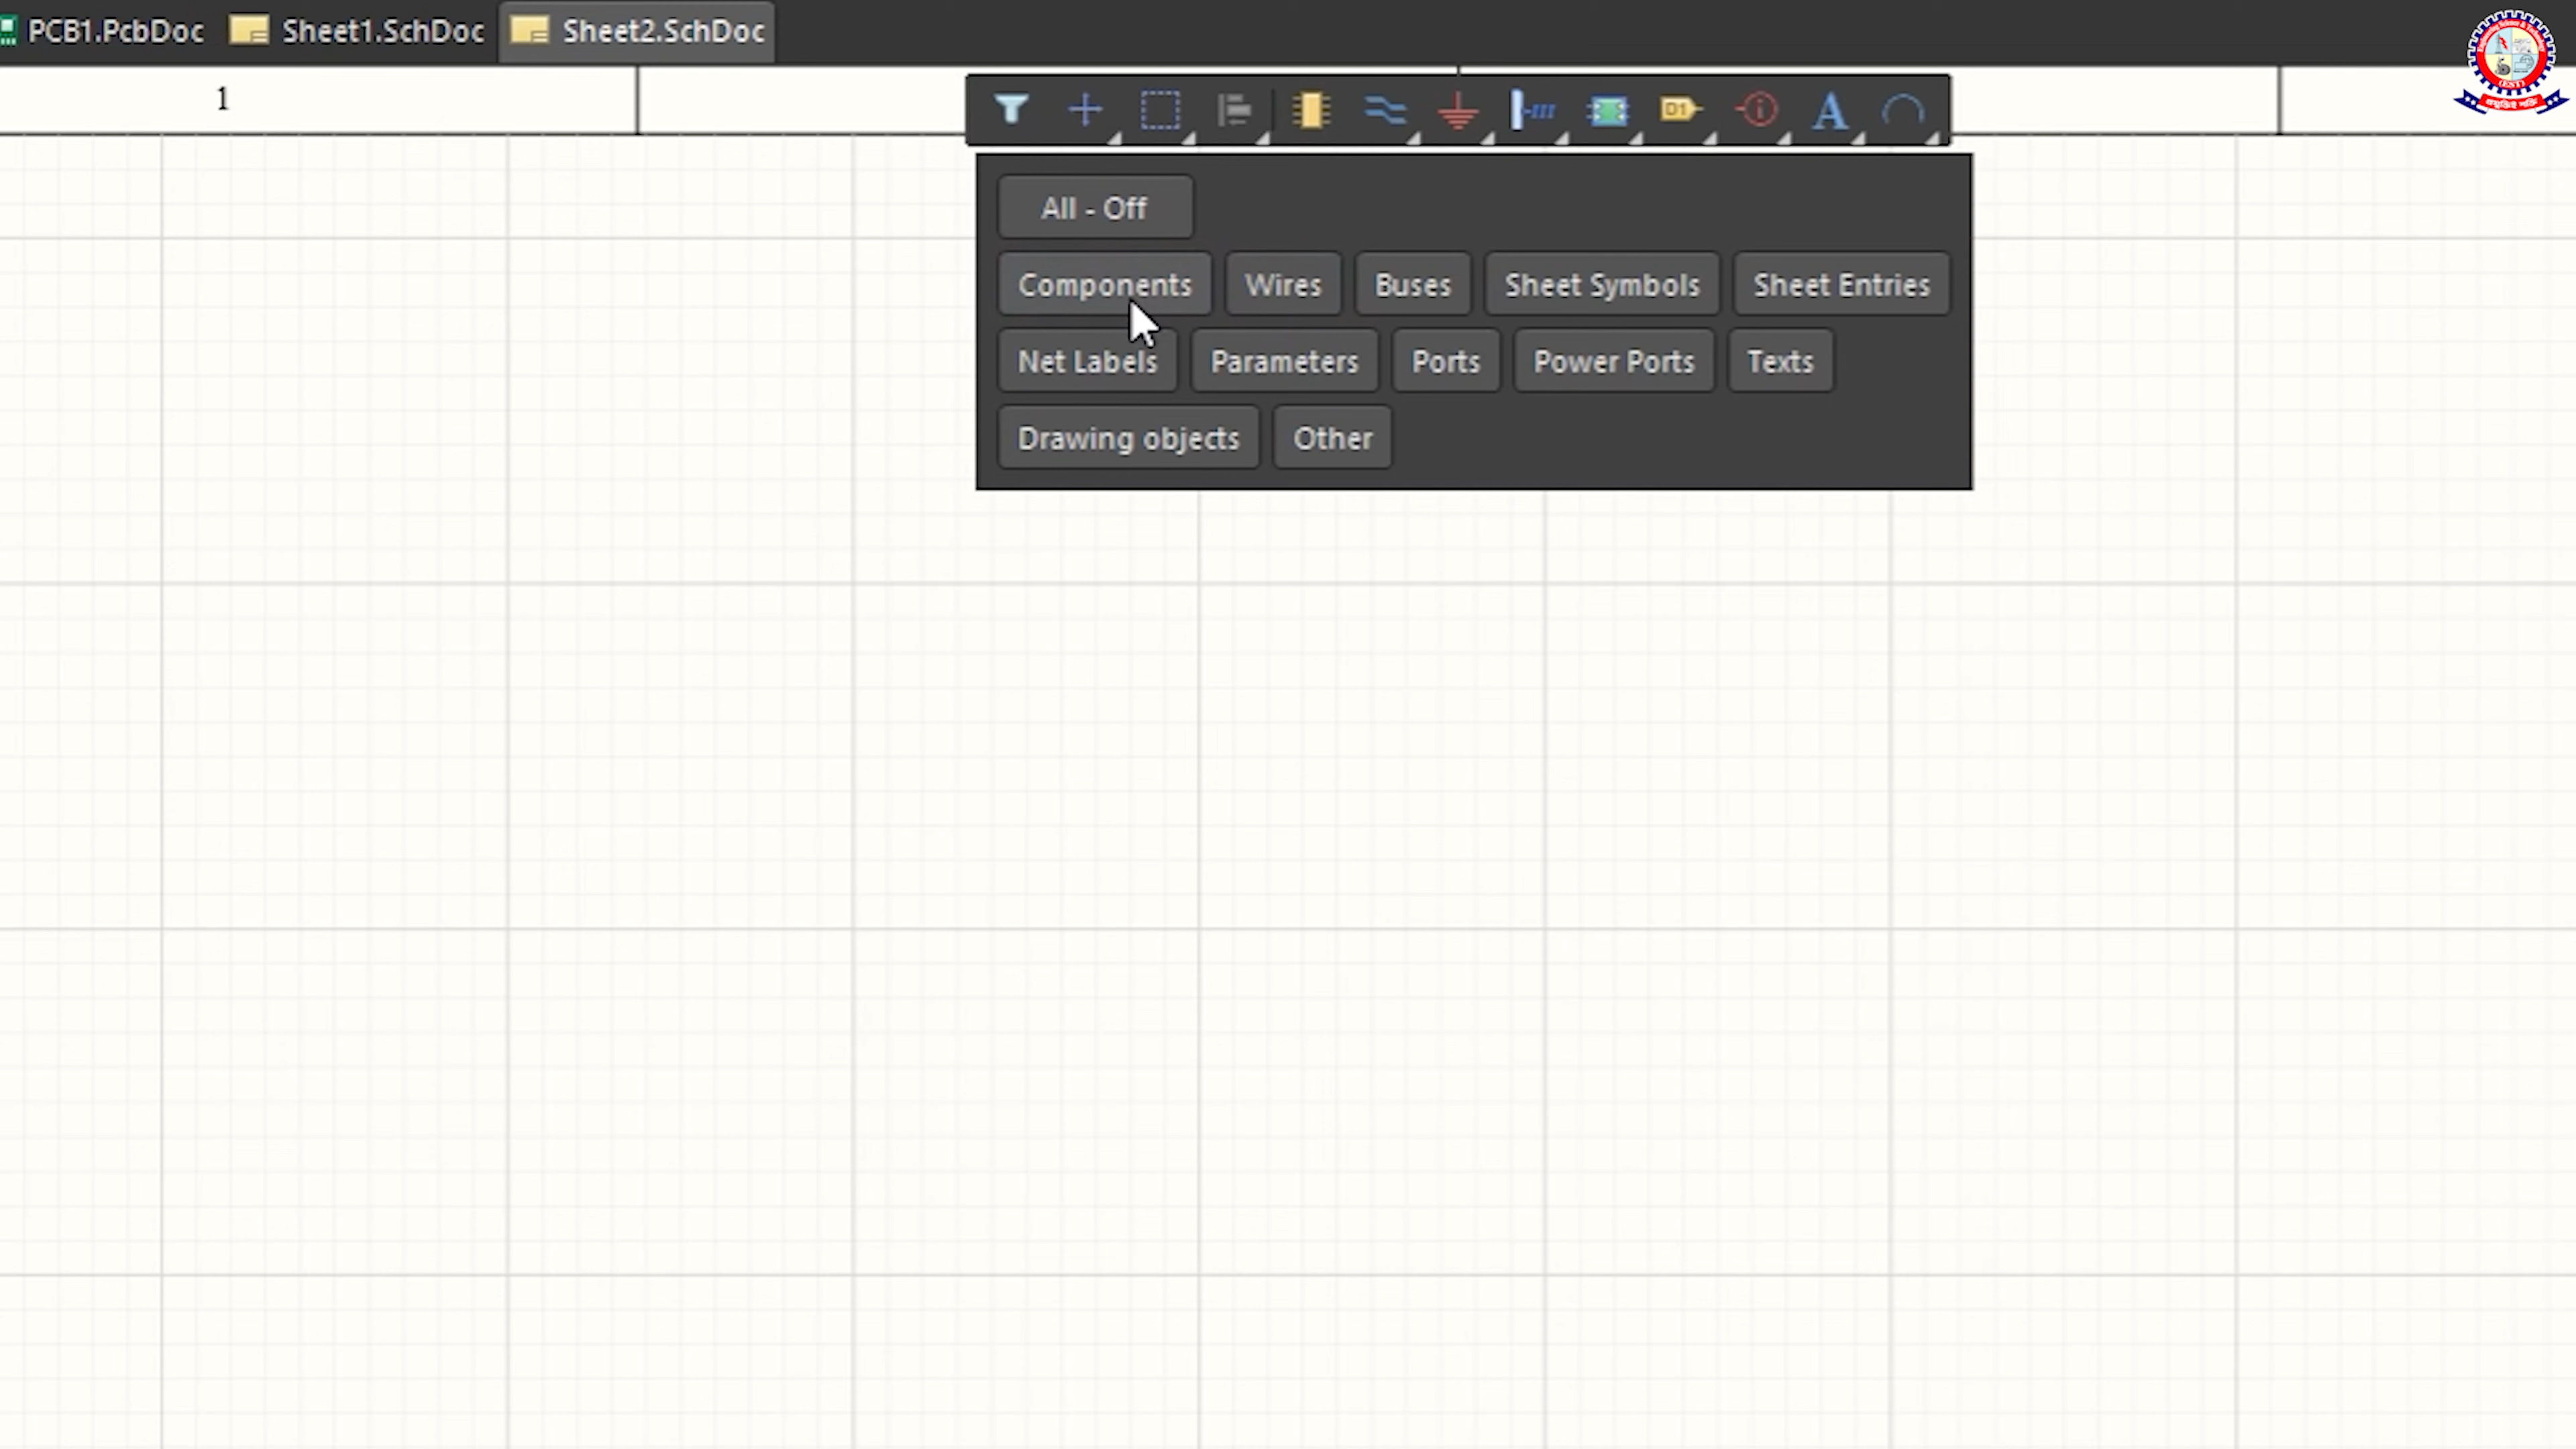 PCB1.PcbDoc Sheet1.SchDoc Sheet2.SchDoc
1
D1 A
All - Off
Components Wires Buses Sheet Symbols Sheet Entries
Net Labels Parameters Ports Power Ports Texts
Drawing objects Other